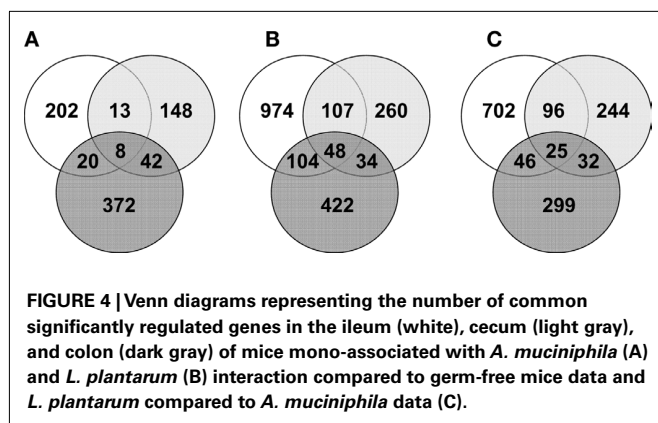 A B C
202 13 148 974 107 260 702 96 244
8 48 25
20 42 104 34 46 32
372 422 299
FIGURE 4 | Venn diagrams representing the number of common
significantly regulated genes in the ileum (white), cecum (light gray),
and colon (dark gray) of mice mono-associated with A. muciniphila (A)
and L. plantarum (B) interaction compared to germ-free mice data and
L. plantarum compared to A. muciniphila data (C).